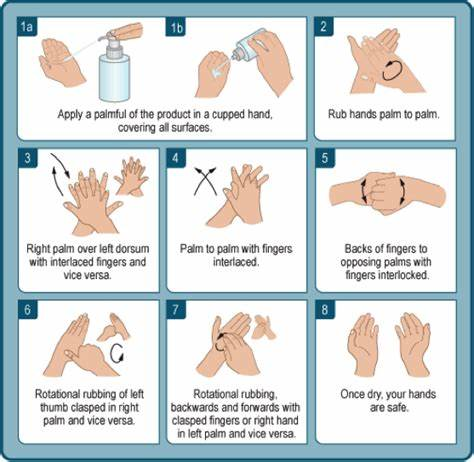 1a
1b
Apply a palmful of the product in a cupped hand,
covering all surfaces.
2
Rub hands palm to palm.
3
Right palm over left dorsum
with interlaced fingers and
vice versa.
4
Palm to palm with fingers
interlaced.
5
Backs of fingers to
opposing palms with
fingers interlocked.
6
Rotational rubbing of left
thumb clasped in right
palm and vice versa.
7
Rotational rubbing,
backwards and forwards with
clasped fingers or right hand
in left palm and vice versa.
8
Once dry, your hands
are safe.